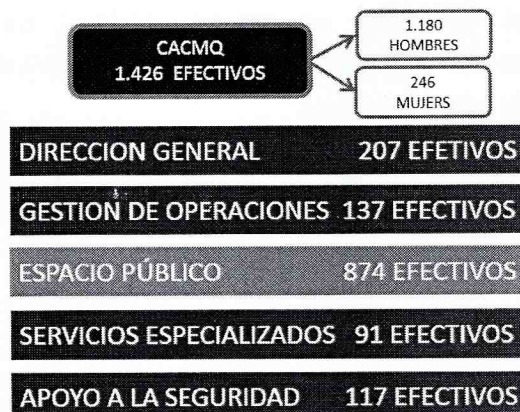 CACMQ
1.426 EFECTIVOS
1.180
HOMBRES
246
MUJERS
DIRECCION GENERAL 207 EFETIVOS
GESTION DE OPERACIONES 137 EFECTIVOS
ESPACIO PÚBLICO 874 EFECTIVOS
SERVICIOS ESPECIALIZADOS 91 EFECTIVOS
APOYO A LA SEGURIDAD 117 EFECTIVOS